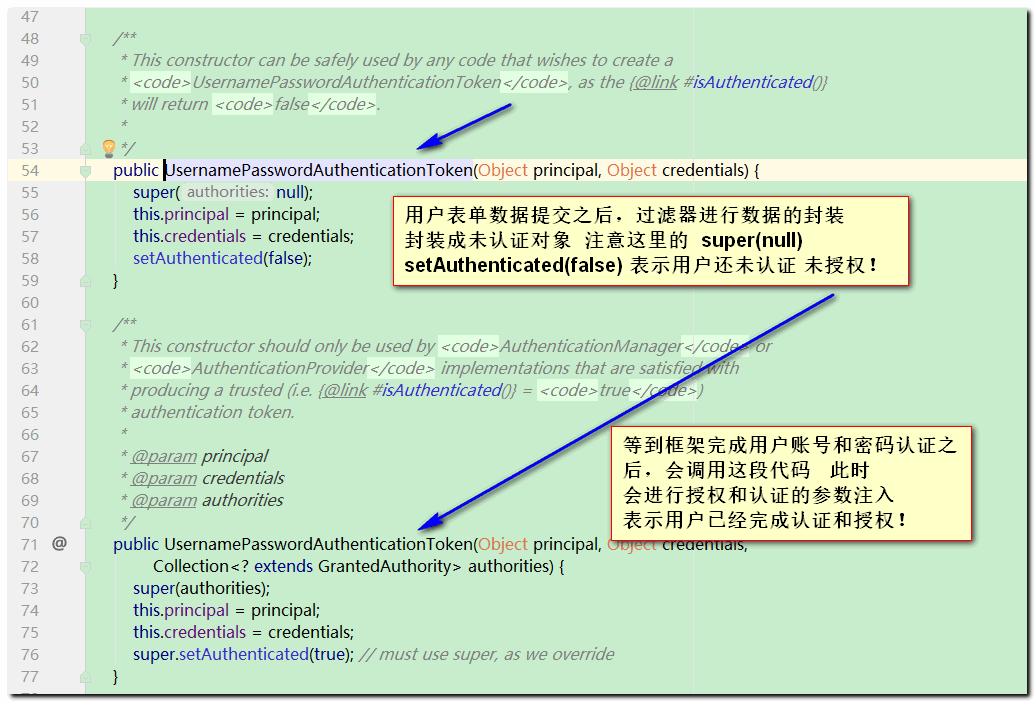 47
48 /**
49 * This constructor can be safely used by any code that wishes to create a
50 * <code>UsernamePasswordAuthenticationToken</code>, as the {@link #isAuthenticated()}
51 * will return <code>false</code>.
52 *
53 */
54 public UsernamePasswordAuthenticationToken(Object principal, Object credentials) {
55 super( authorities: null);
56 this.principal = principal;
57 this.credentials = credentials;
58 setAuthenticated(false);
59 }
用户表单数据提交之后，过滤器进行数据的封装
封装成未认证对象 注意这里的 super(null)
setAuthenticated(false) 表示用户还未认证 未授权！
60
61 /**
62 * This constructor should only be used by <code>AuthenticationManager</code> or
63 * <code>AuthenticationProvider</code> implementations that are satisfied with
64 * producing a trusted (i.e. {@link #isAuthenticated()} = <code>true</code>)
65 * authentication token.
66 *
67 * @param principal
68 * @param credentials
69 * @param authorities
70 */
等到框架完成用户账号和密码认证之
后，会调用这段代码 此时
会进行授权和认证的参数注入
表示用户已经完成认证和授权！
71 @ public UsernamePasswordAuthenticationToken(Object principal, Object credentials,
72 Collection<? extends GrantedAuthority> authorities) {
73 super(authorities);
74 this.principal = principal;
75 this.credentials = credentials;
76 super.setAuthenticated(true); // must use super, as we override
77 }